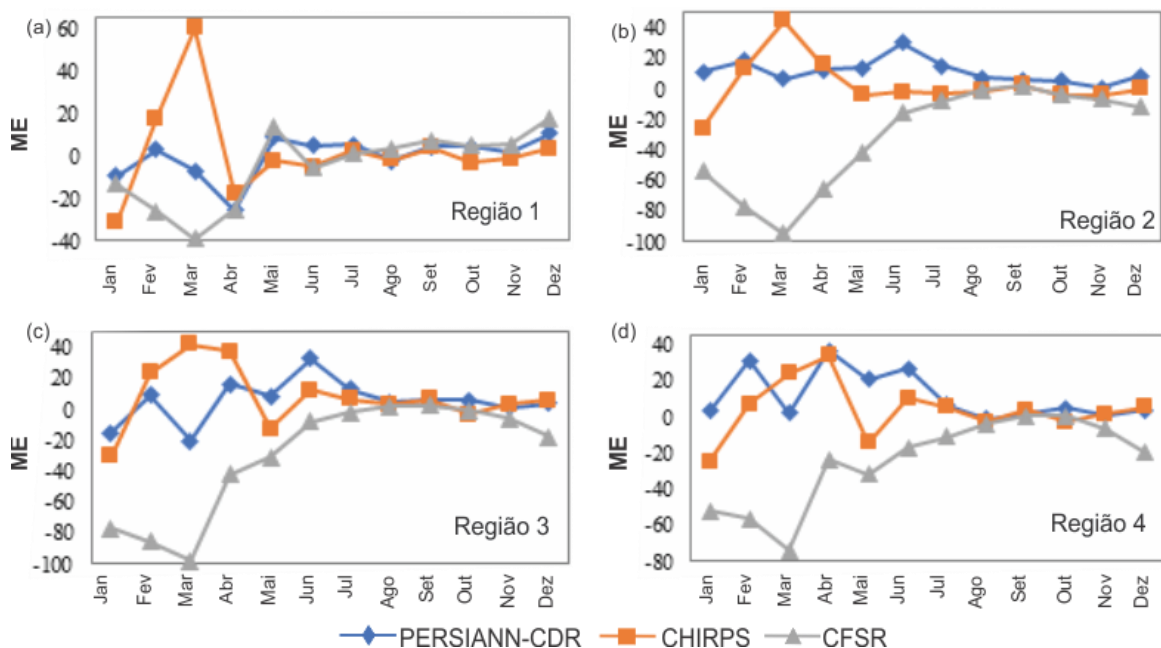 (a)
60
40
20
0
-20
-40
ME
Região 1
Jan Fev Mar Abr Mai Jun Jul Ago Set Out Nov Dez
(b)
40
20
0
-20
-40
-60
-80
-100
Região 2
Jan Fev Mar Abr Mai Jun Jul Ago Set Out Nov Dez
(c)
40
20
0
-20
-40
-60
-80
-100
ME
Região 3
Jan Fev Mar Abr Mai Jun Jul Ago Set Out Nov Dez
(d)
40
20
0
-20
-40
-60
-80
Região 4
Jan Fev Mar Abr Mai Jun Jul Ago Set Out Nov Dez
PERSIANN-CDR CHIRPS CFSR